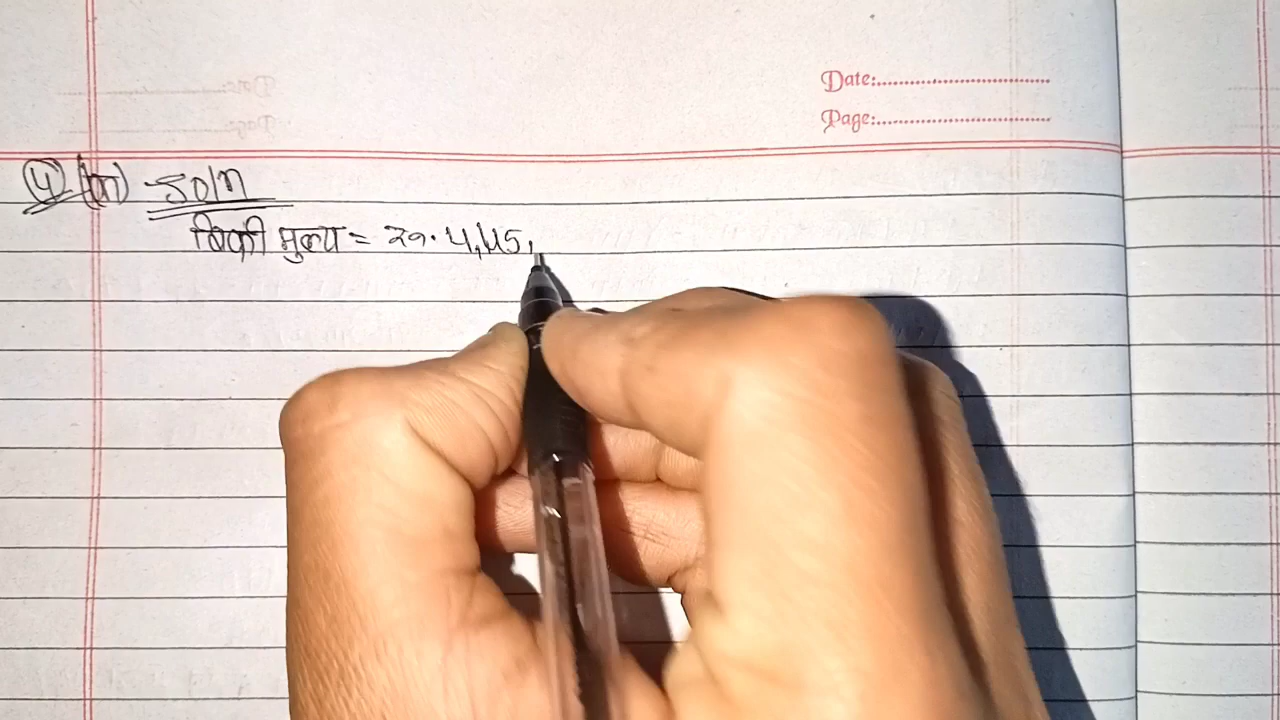 Date:
Page:
④ (क) Soln
बिक्री मुल्य = रु. 4,45,